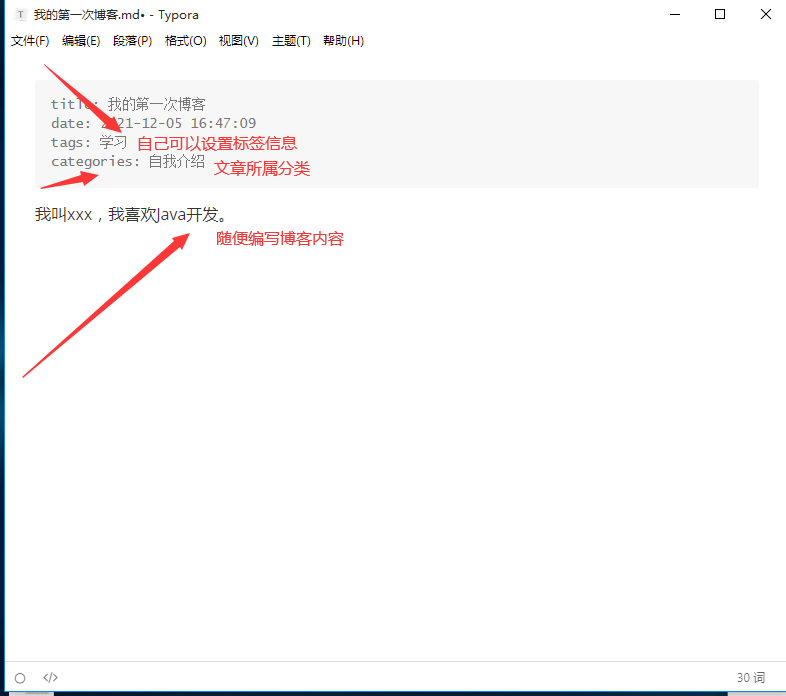 T 我的第一次博客.md• - Typora
文件(F) 编辑(E) 段落(P) 格式(O) 视图(V) 主题(T) 帮助(H)
title: 我的第一次博客
date: 2021-12-05 16:47:09
tags: 学习 自己可以设置标签信息
categories: 自我介绍 文章所属分类
我叫xxx，我喜欢Java开发。
随便编写博客内容
</> 30 词